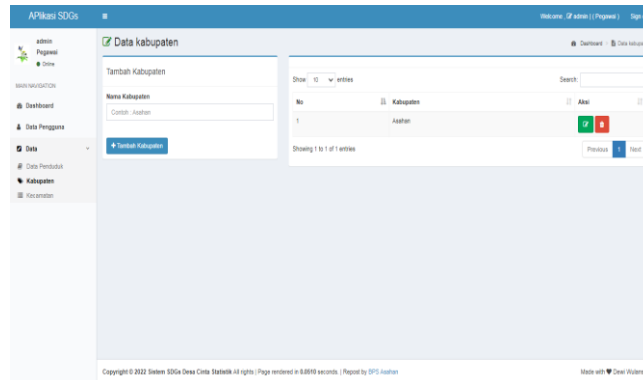 APlikasi SDGs
Welcome, admin | ( Pegawai )
Sign
admin
Pegawai
Online
MAIN NAVIGATION
Dashboard
Data Pengguna
Data
Data Penduduk
Kabupaten
Kecamatan
Data kabupaten
Dashboard
Tambah Kabupaten
Nama Kabupaten
Contoh : Asahan
Tambah Kabupaten
Show 10 entries
Search:
No Kabupaten Aksi
1 Asahan
Showing 1 to 1 of 1 entries
Previous 1 Next
Copyright © 2022 Sistem SDGs Desa Cinta Statistik All rights | Page rendered in 0.0510 seconds. | Repost by BPS Asahan
Made with Dewi